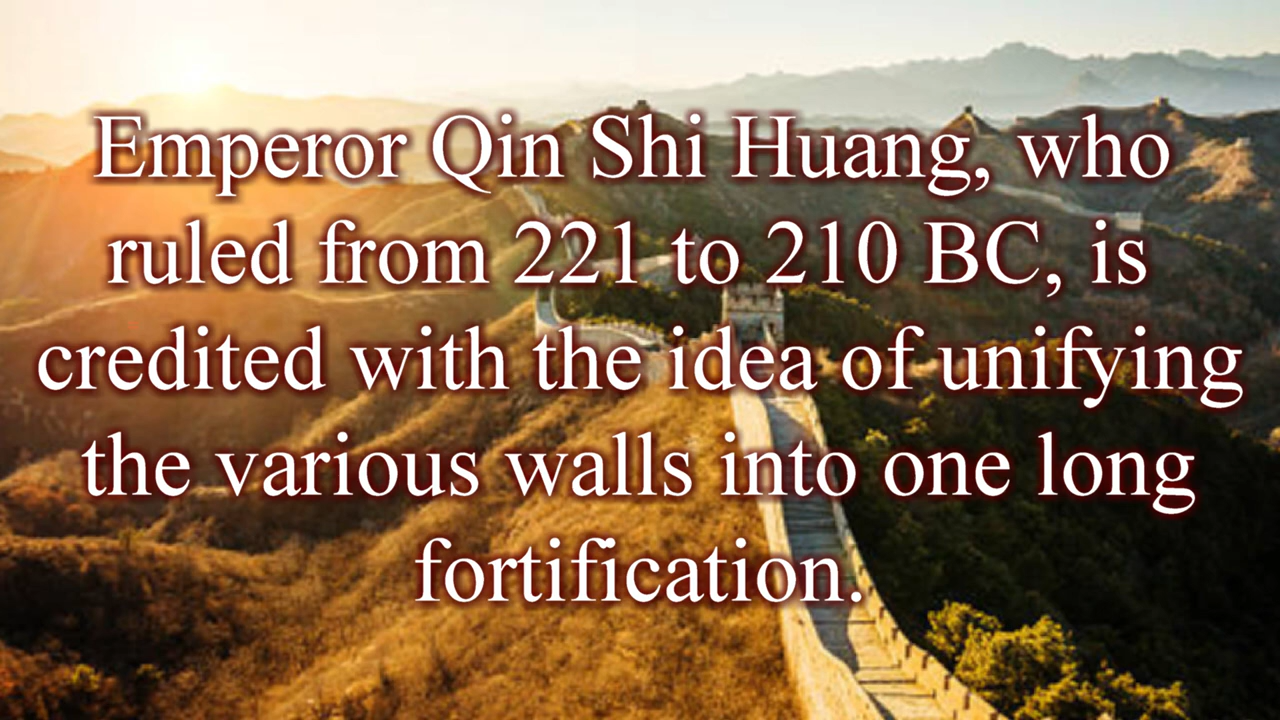 Emperor Qin Shi Huang, who
ruled from 221 to 210 BC, is
credited with the idea of unifying
the various walls into one long
fortification.